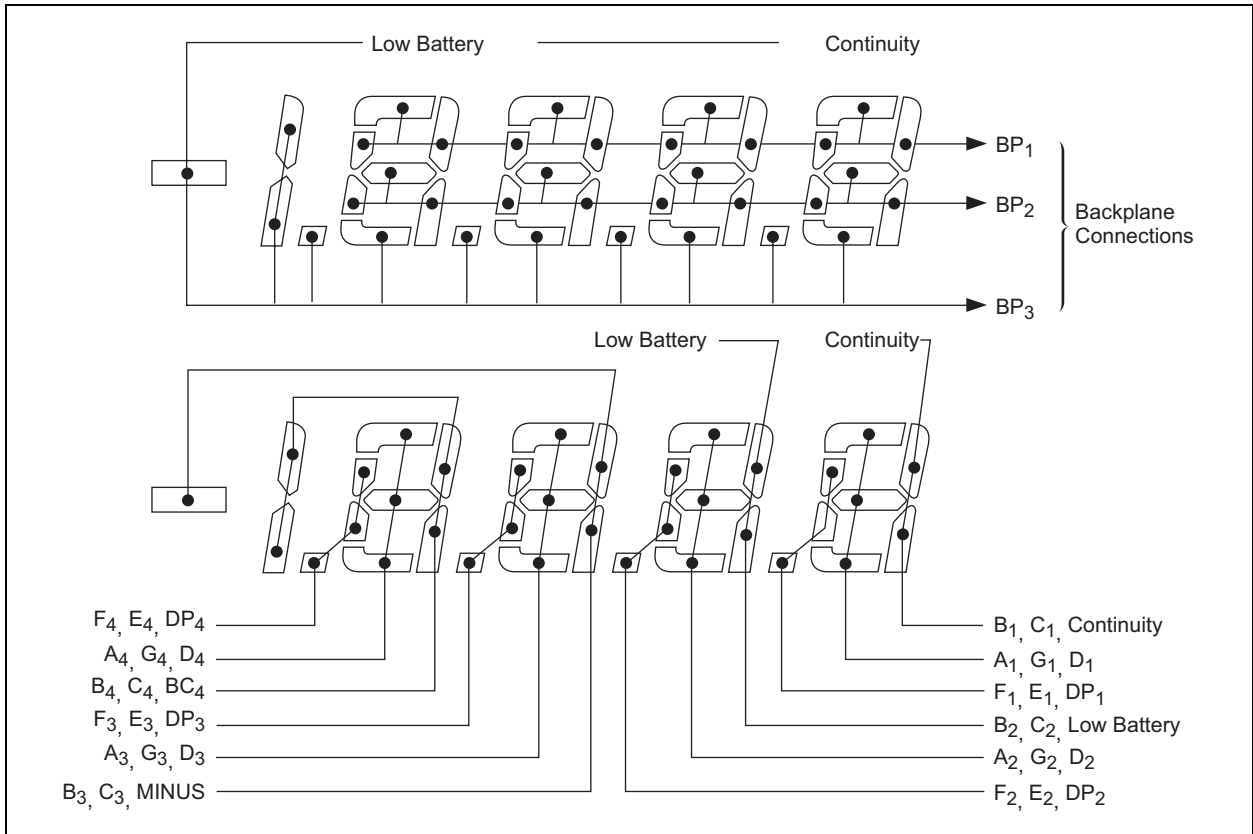 Low Battery Continuity
BP1
BP2
Backplane
Connections
BP3
Low Battery Continuity
F4, E4, DP4
A4, G4, D4
B4, C4, BC4
F3, E3, DP3
A3, G3, D3
B3, C3, MINUS
B1, C1, Continuity
A1, G1, D1
F1, E1, DP1
B2, C2, Low Battery
A2, G2, D2
F2, E2, DP2